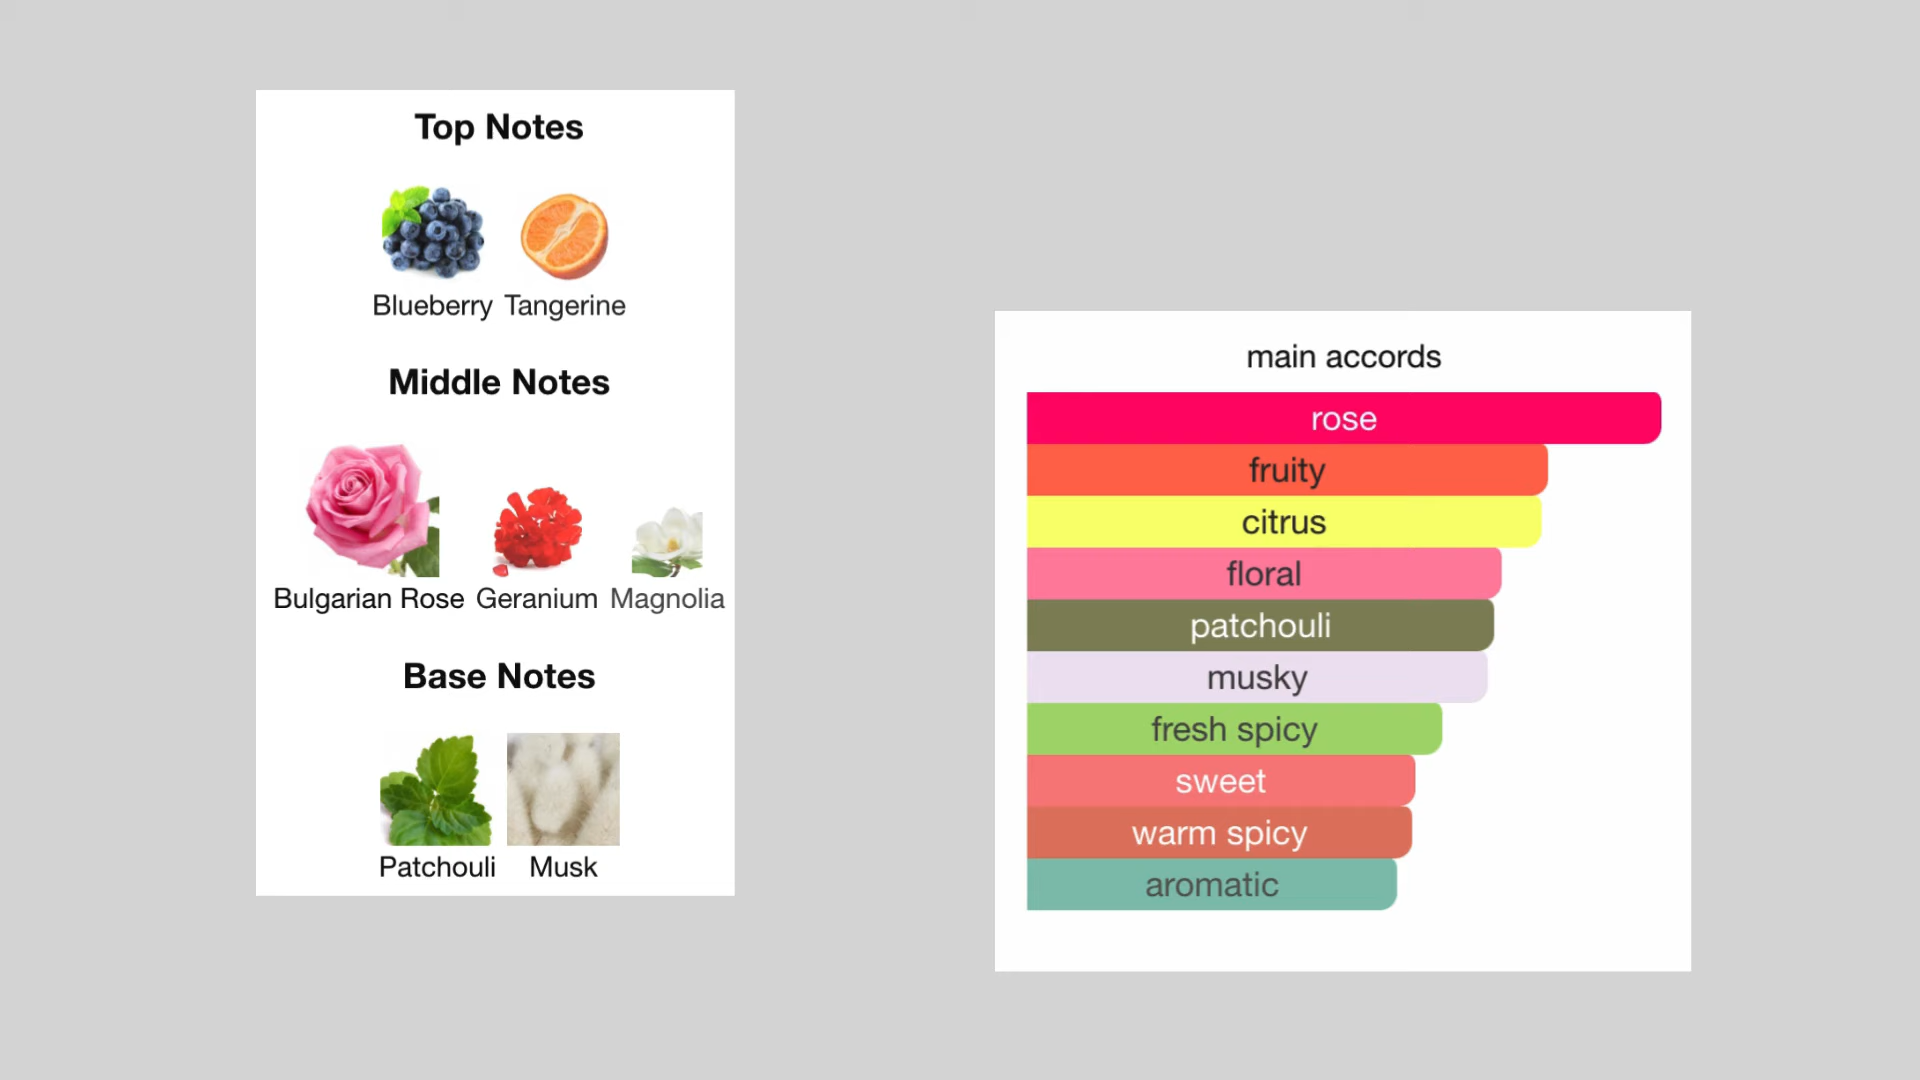 Top Notes
Blueberry Tangerine
Middle Notes
Bulgarian Rose Geranium Magnolia
Base Notes
Patchouli Musk
main accords
rose
fruity
citrus
floral
patchouli
musky
fresh spicy
sweet
warm spicy
aromatic